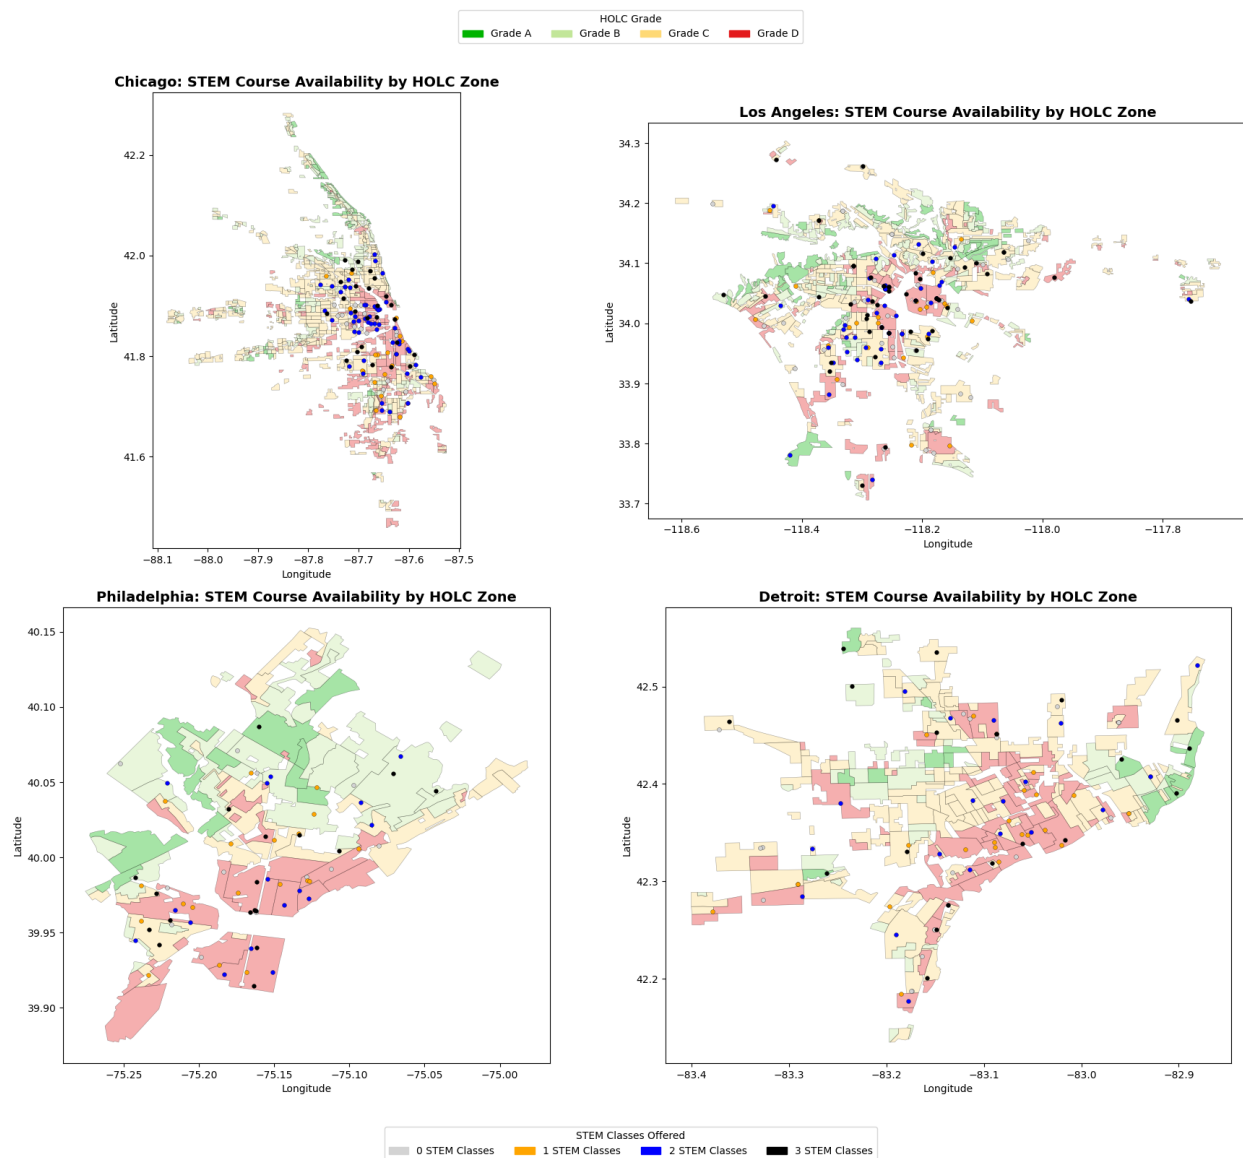 HOLC Grade
Grade A Grade B Grade C Grade D
Chicago: STEM Course Availability by HOLC Zone
42.2
42.0
41.8
41.6
Latitude
−88.1 −88.0 −87.9 −87.8 −87.7 −87.6 −87.5
Longitude
Los Angeles: STEM Course Availability by HOLC Zone
34.3
34.2
34.1
34.0
33.9
33.8
33.7
Latitude
−118.6 −118.4 −118.2 −118.0 −117.8
Longitude
Philadelphia: STEM Course Availability by HOLC Zone
40.15
40.10
40.05
40.00
39.95
39.90
Latitude
−75.25 −75.20 −75.15 −75.10 −75.05 −75.00
Longitude
Detroit: STEM Course Availability by HOLC Zone
42.5
42.4
42.3
42.2
Latitude
−83.4 −83.3 −83.2 −83.1 −83.0 −82.9
Longitude
STEM Classes Offered
0 STEM Classes 1 STEM Classes 2 STEM Classes 3 STEM Classes